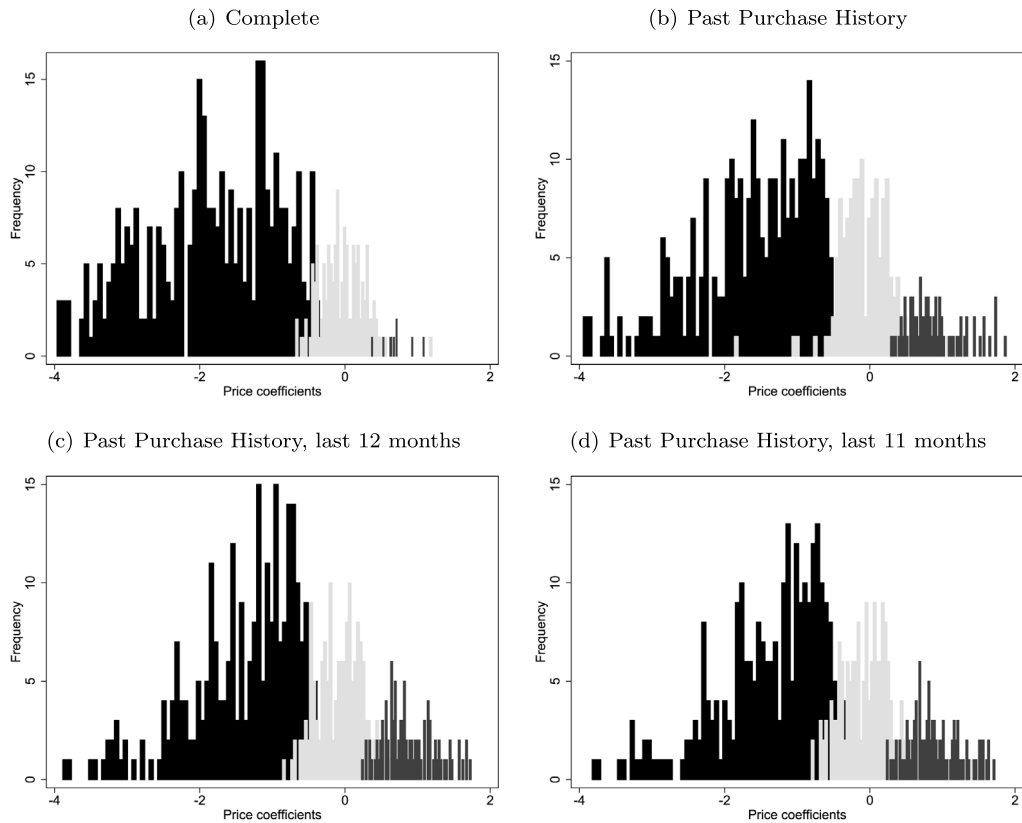 (a) Complete
(b) Past Purchase History
Frequency
0 5 10 15
-4 -2 0 2
Price coefficients
Frequency
0 5 10 15
-4 -2 0 2
Price coefficients
(c) Past Purchase History, last 12 months
(d) Past Purchase History, last 11 months
Frequency
0 5 10 15
-4 -2 0 2
Price coefficients
Frequency
0 5 10 15
-4 -2 0 2
Price coefficients